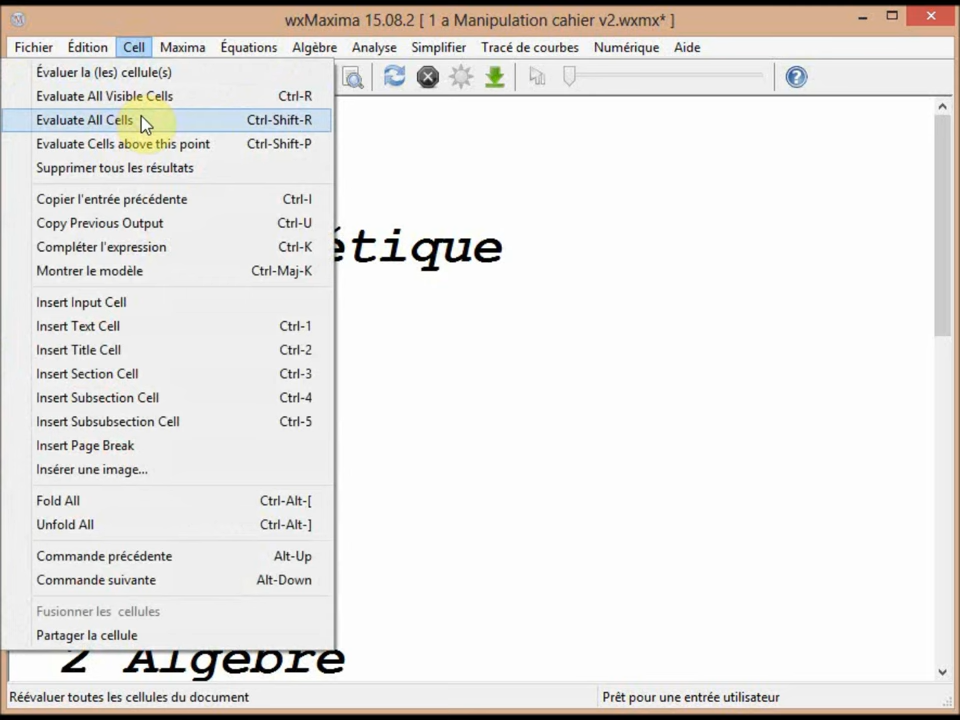 wxMaxima 15.08.2 [ 1 a Manipulation cahier v2.wxmx* ]
Fichier Édition Cell Maxima Équations Algèbre Analyse Simplifier Tracé de courbes Numérique Aide
Évaluer la (les) cellule(s)
Evaluate All Visible Cells Ctrl-R
Evaluate All Cells Ctrl-Shift-R
Evaluate Cells above this point Ctrl-Shift-P
Supprimer tous les résultats
Copier l'entrée précédente Ctrl-I
Copy Previous Output Ctrl-U
Compléter l'expression Ctrl-K
Montrer le modèle Ctrl-Maj-K
étique
Insert Input Cell
Insert Text Cell Ctrl-1
Insert Title Cell Ctrl-2
Insert Section Cell Ctrl-3
Insert Subsection Cell Ctrl-4
Insert Subsubsection Cell Ctrl-5
Insert Page Break
Insérer une image...
Fold All Ctrl-Alt-[
Unfold All Ctrl-Alt-]
Commande précédente Alt-Up
Commande suivante Alt-Down
Fusionner les cellules
Partager la cellule
2 Algèbre
Réévaluer toutes les cellules du document Prêt pour une entrée utilisateur